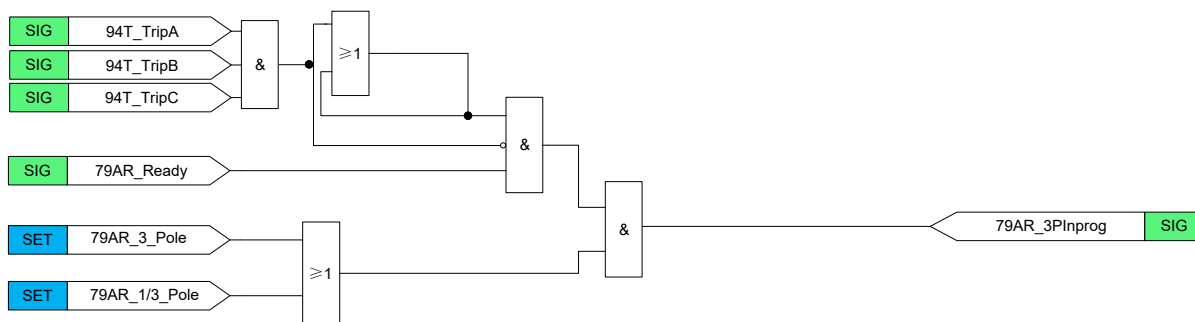 SIG 94T_TripA
SIG 94T_TripB
SIG 94T_TripC
&
≥1
&
SIG 79AR_Ready
&
SET 79AR_3_Pole
≥1
SET 79AR_1/3_Pole
79AR_3PInprog SIG